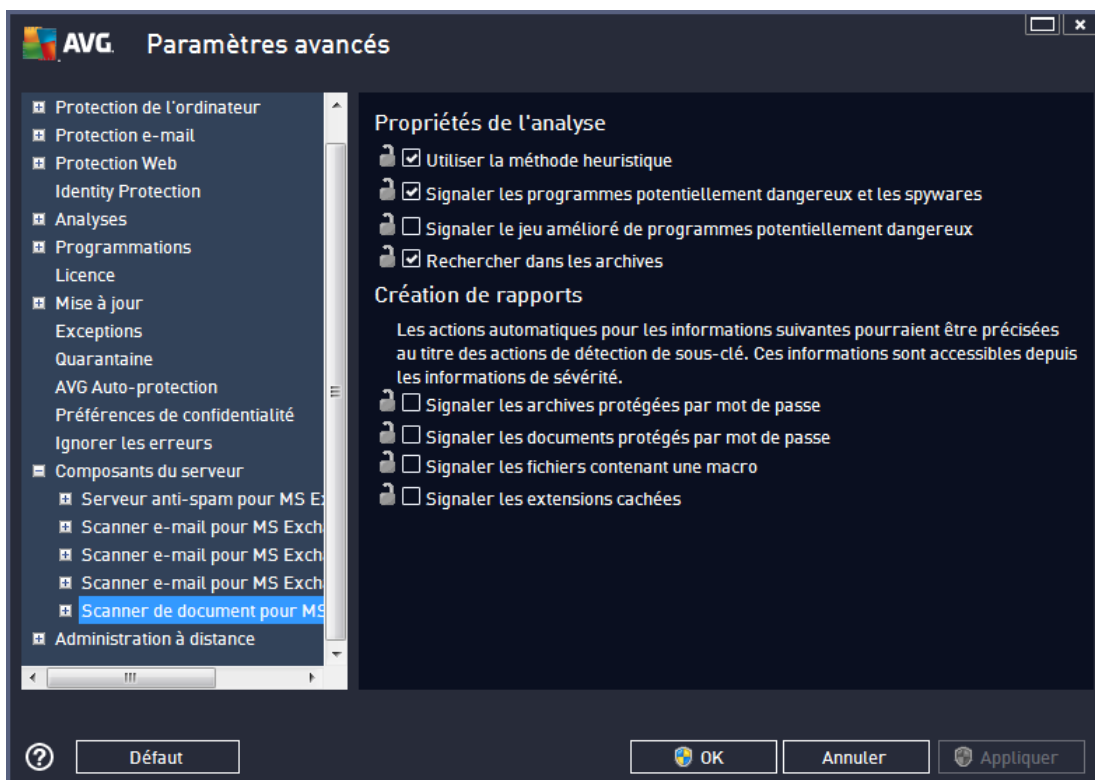 AVG. Paramètres avancés
Protection de l'ordinateur
Protection e-mail
Protection Web
Identity Protection
Analyses
Programmations
Licence
Mise à jour
Exceptions
Quarantaine
AVG Auto-protection
Préférences de confidentialité
Ignorer les erreurs
Composants du serveur
Serveur anti-spam pour MS E
Scanner e-mail pour MS Exch
Scanner e-mail pour MS Exch
Scanner e-mail pour MS Exch
Scanner de document pour MS
Administration à distance
Propriétés de l'analyse
Utiliser la méthode heuristique
Signaler les programmes potentiellement dangereux et les spywares
Signaler le jeu amélioré de programmes potentiellement dangereux
Rechercher dans les archives
Création de rapports
Les actions automatiques pour les informations suivantes pourraient être précisées
au titre des actions de détection de sous-clé. Ces informations sont accessibles depuis
les informations de sévérité.
Signaler les archives protégées par mot de passe
Signaler les documents protégés par mot de passe
Signaler les fichiers contenant une macro
Signaler les extensions cachées
Défaut
OK
Annuler
Appliquer